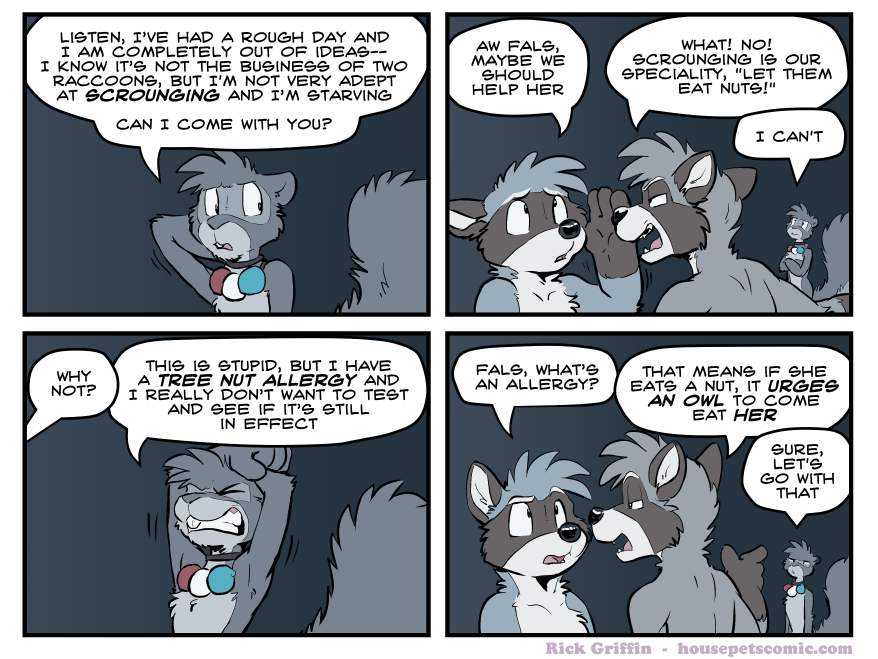 LISTEN, I'VE HAD A ROUGH DAY AND
I AM COMPLETELY OUT OF IDEAS--
I KNOW IT'S NOT THE BUSINESS OF TWO
RACCOONS, BUT I'M NOT VERY ADEPT
AT SCROUNGING AND I'M STARVING
CAN I COME WITH YOU?
AW FALS,
MAYBE WE
SHOULD
HELP HER
WHAT! NO!
SCROUNGING IS OUR
SPECIALITY, "LET THEM
EAT NUTS!"
I CAN'T
WHY
NOT?
THIS IS STUPID, BUT I HAVE
A TREE NUT ALLERGY AND
I REALLY DON'T WANT TO TEST
AND SEE IF IT'S STILL
IN EFFECT
FALS, WHAT'S
AN ALLERGY?
THAT MEANS IF SHE
EATS A NUT, IT URGES
AN OWL TO COME
EAT HER
SURE,
LET'S
GO WITH
THAT
Rick Griffin - housepetscomic.com